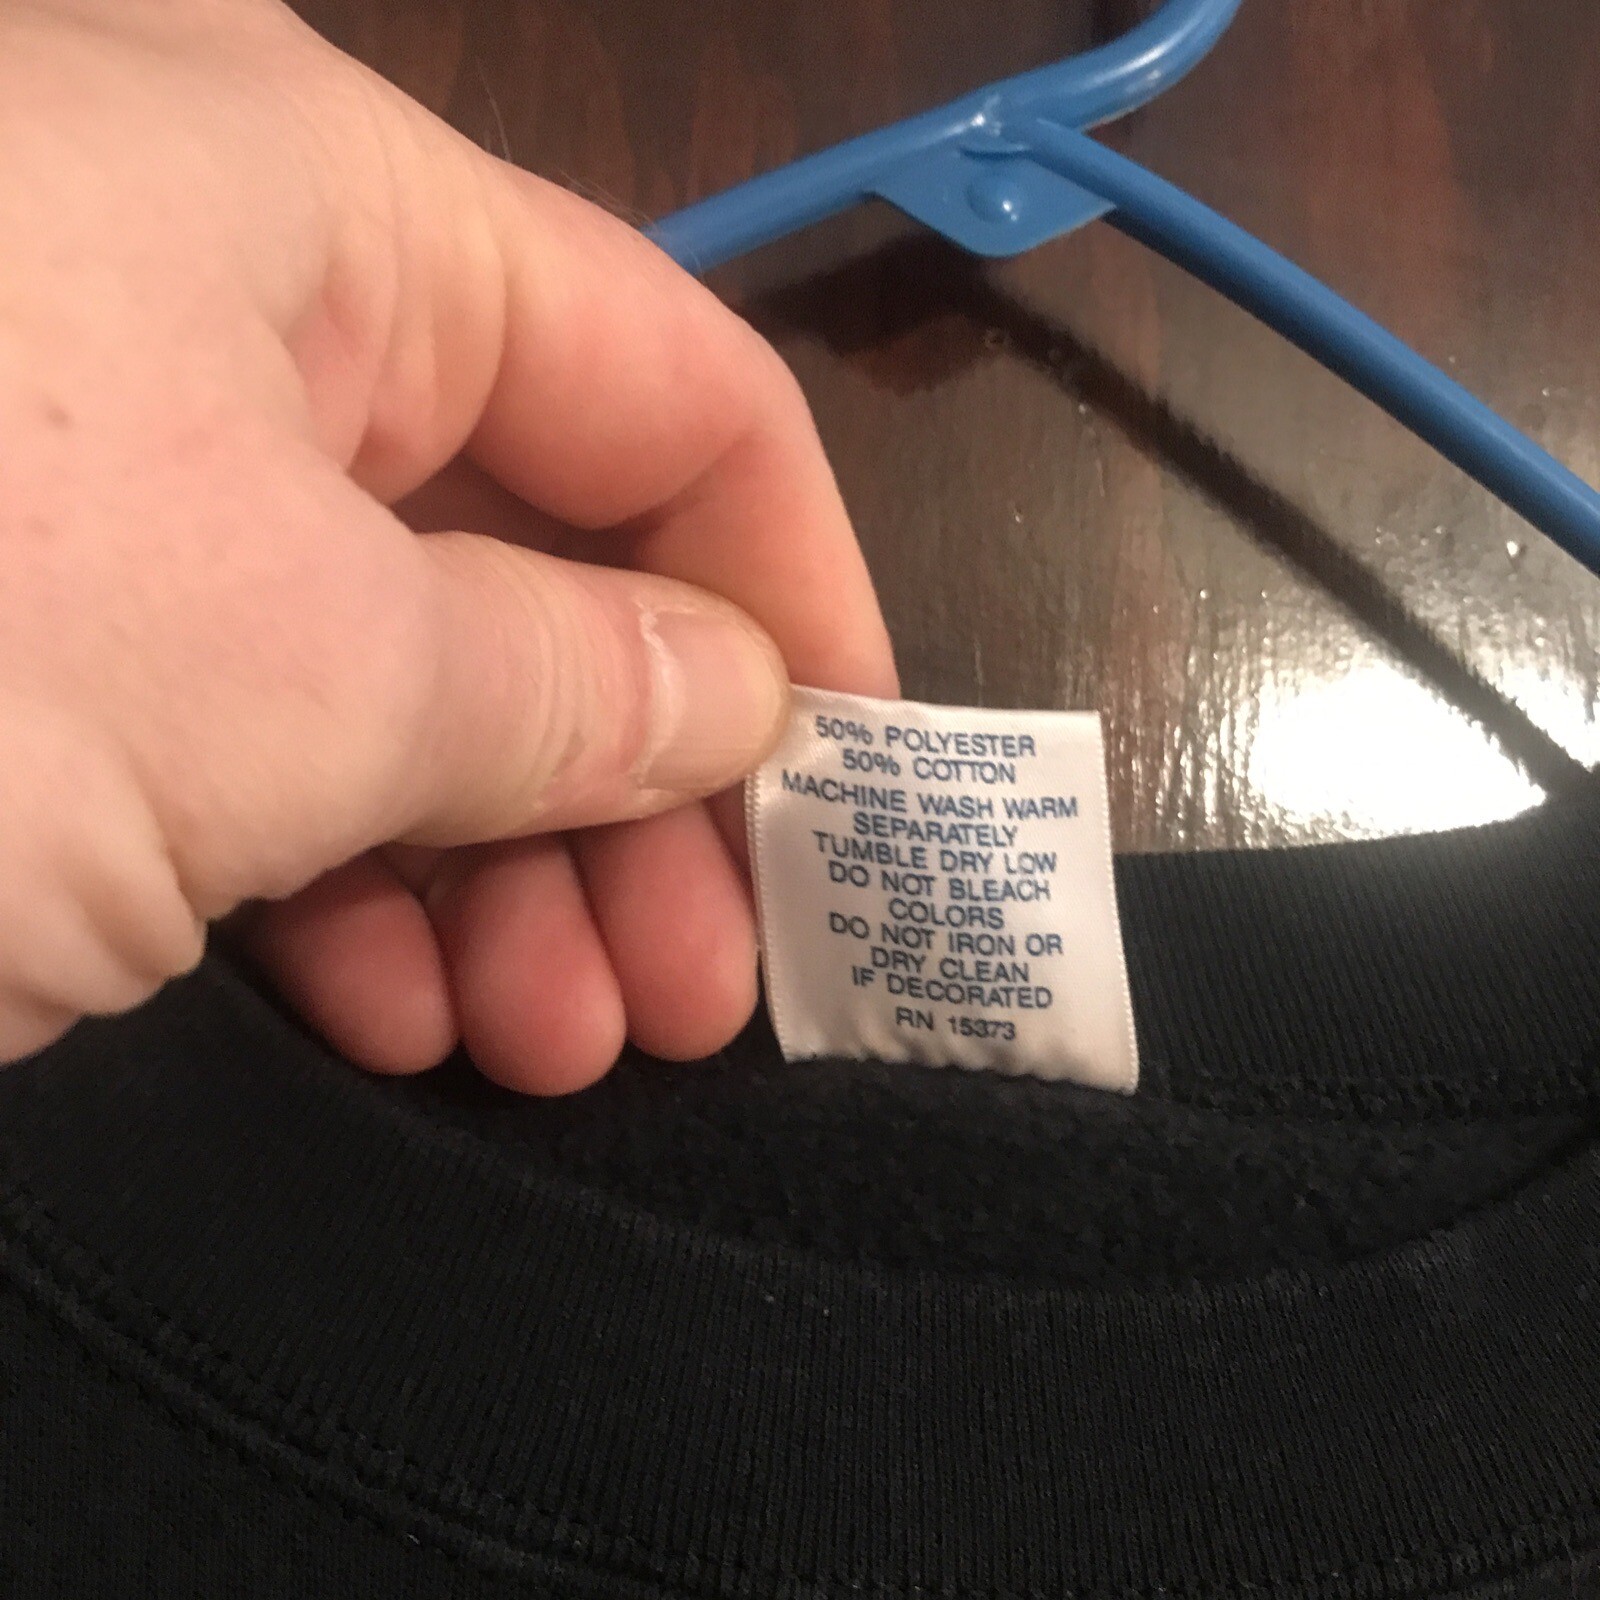 50% POLYESTER
50% COTTON
MACHINE WASH WARM
SEPARATELY
TUMBLE DRY LOW
DO NOT BLEACH
COLORS
DO NOT IRON OR
DRY CLEAN
IF DECORATED
RN 15373